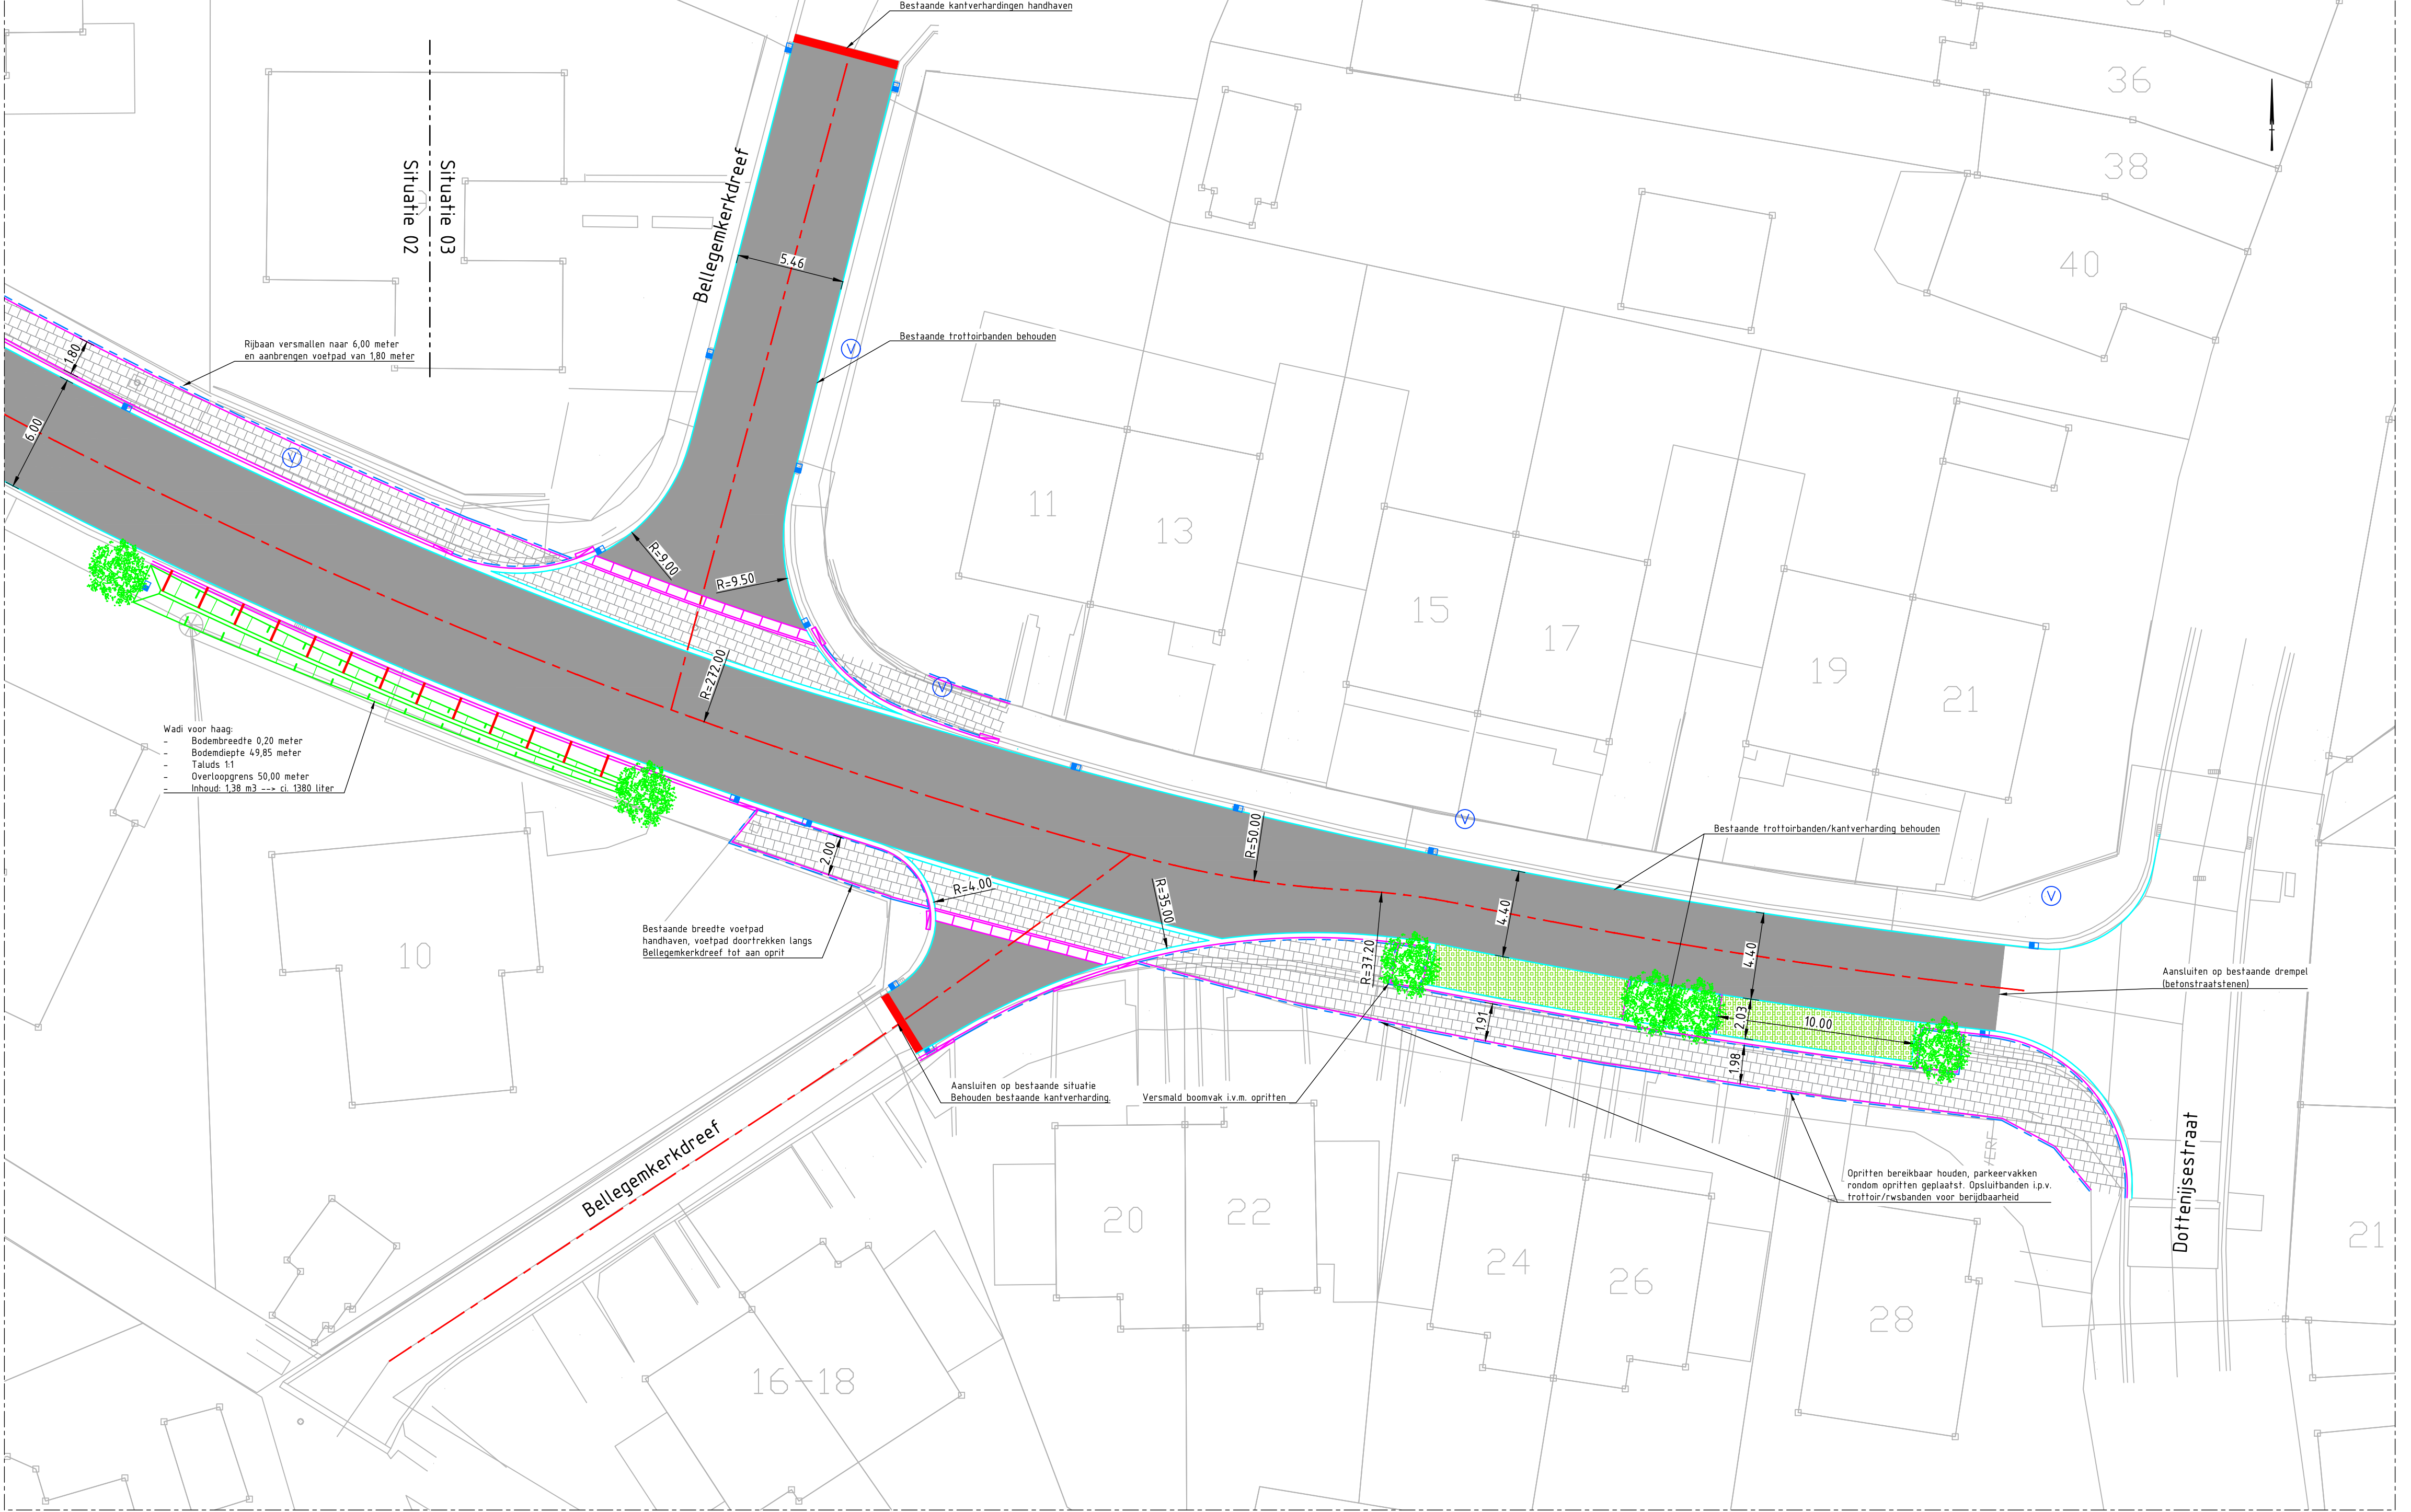 Bestaande kantverhardingen handhaven
36
38
40
Situatie 02
Situatie 03
Bellegemkerkdreef
5.46
Bestaande trottoirbanden behouden
V
Rijbaan versmallen naar 6,00 meter
en aanbrengen voetpad van 1,80 meter
1.80
6.00
V
R=9.00
R=9.50
R=272.00
V
11
13
15
17
19
21
Wadi voor haag:
- Bodembreedte 0,20 meter
- Bodemdiepte 49,85 meter
- Taluds 1:1
- Overloopgrens 50,00 meter
- Inhoud: 1,38 m3 --> ci. 1380 liter
2.00
R=4.00
R=35.00
R=50.00
V
Bestaande trottoirbanden/kantverharding behouden
V
4.40
4.40
R=37.20
Bestaande breedte voetpad
handhaven, voetpad doortrekken langs
Bellegemkerkdreef tot aan oprit
10
Aansluiten op bestaande drempel
(betonstraatstenen)
1.91
2.03
10.00
1.98
Aansluiten op bestaande situatie
Behouden bestaande kantverharding
Versmald boomvak i.v.m. opritten
Bellegemkerkdreef
Opritten bereikbaar houden, parkeervakken
rondom opritten geplaatst. Opsluitbanden i.p.v.
trottoir/rwsbanden voor berijdbaarheid
Dottenijsestraat
20
22
24
26
28
21
16-18